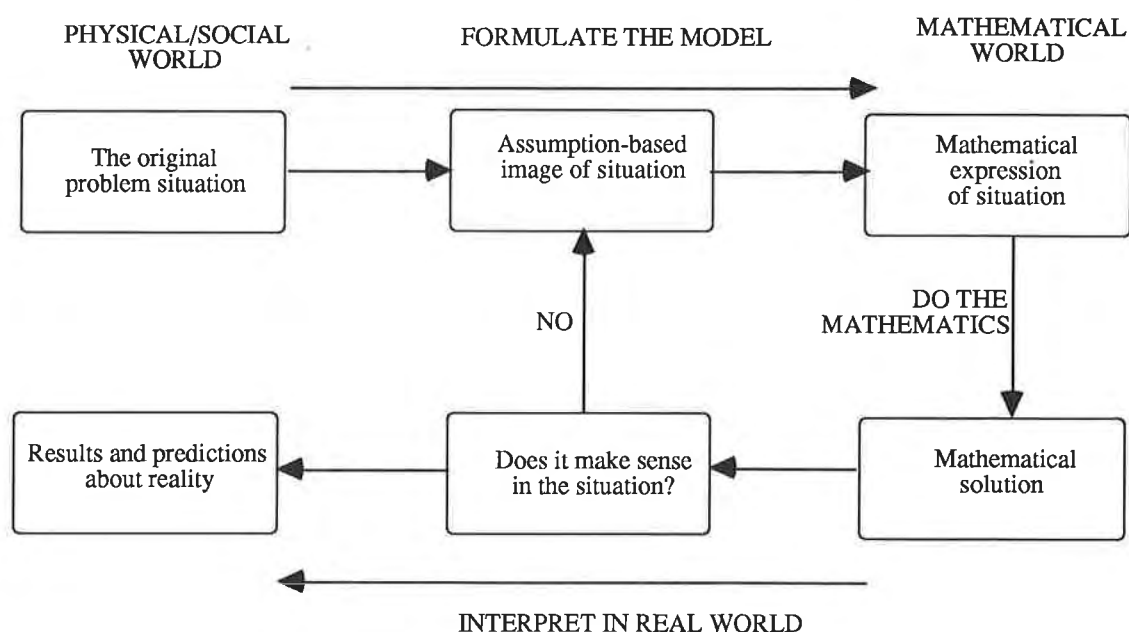 PHYSICAL/SOCIAL
WORLD
FORMULATE THE MODEL
MATHEMATICAL
WORLD
The original
problem situation
Assumption-based
image of situation
Mathematical
expression
of situation
NO
DO THE
MATHEMATICS
Results and predictions
about reality
Does it make sense
in the situation?
Mathematical
solution
INTERPRET IN REAL WORLD